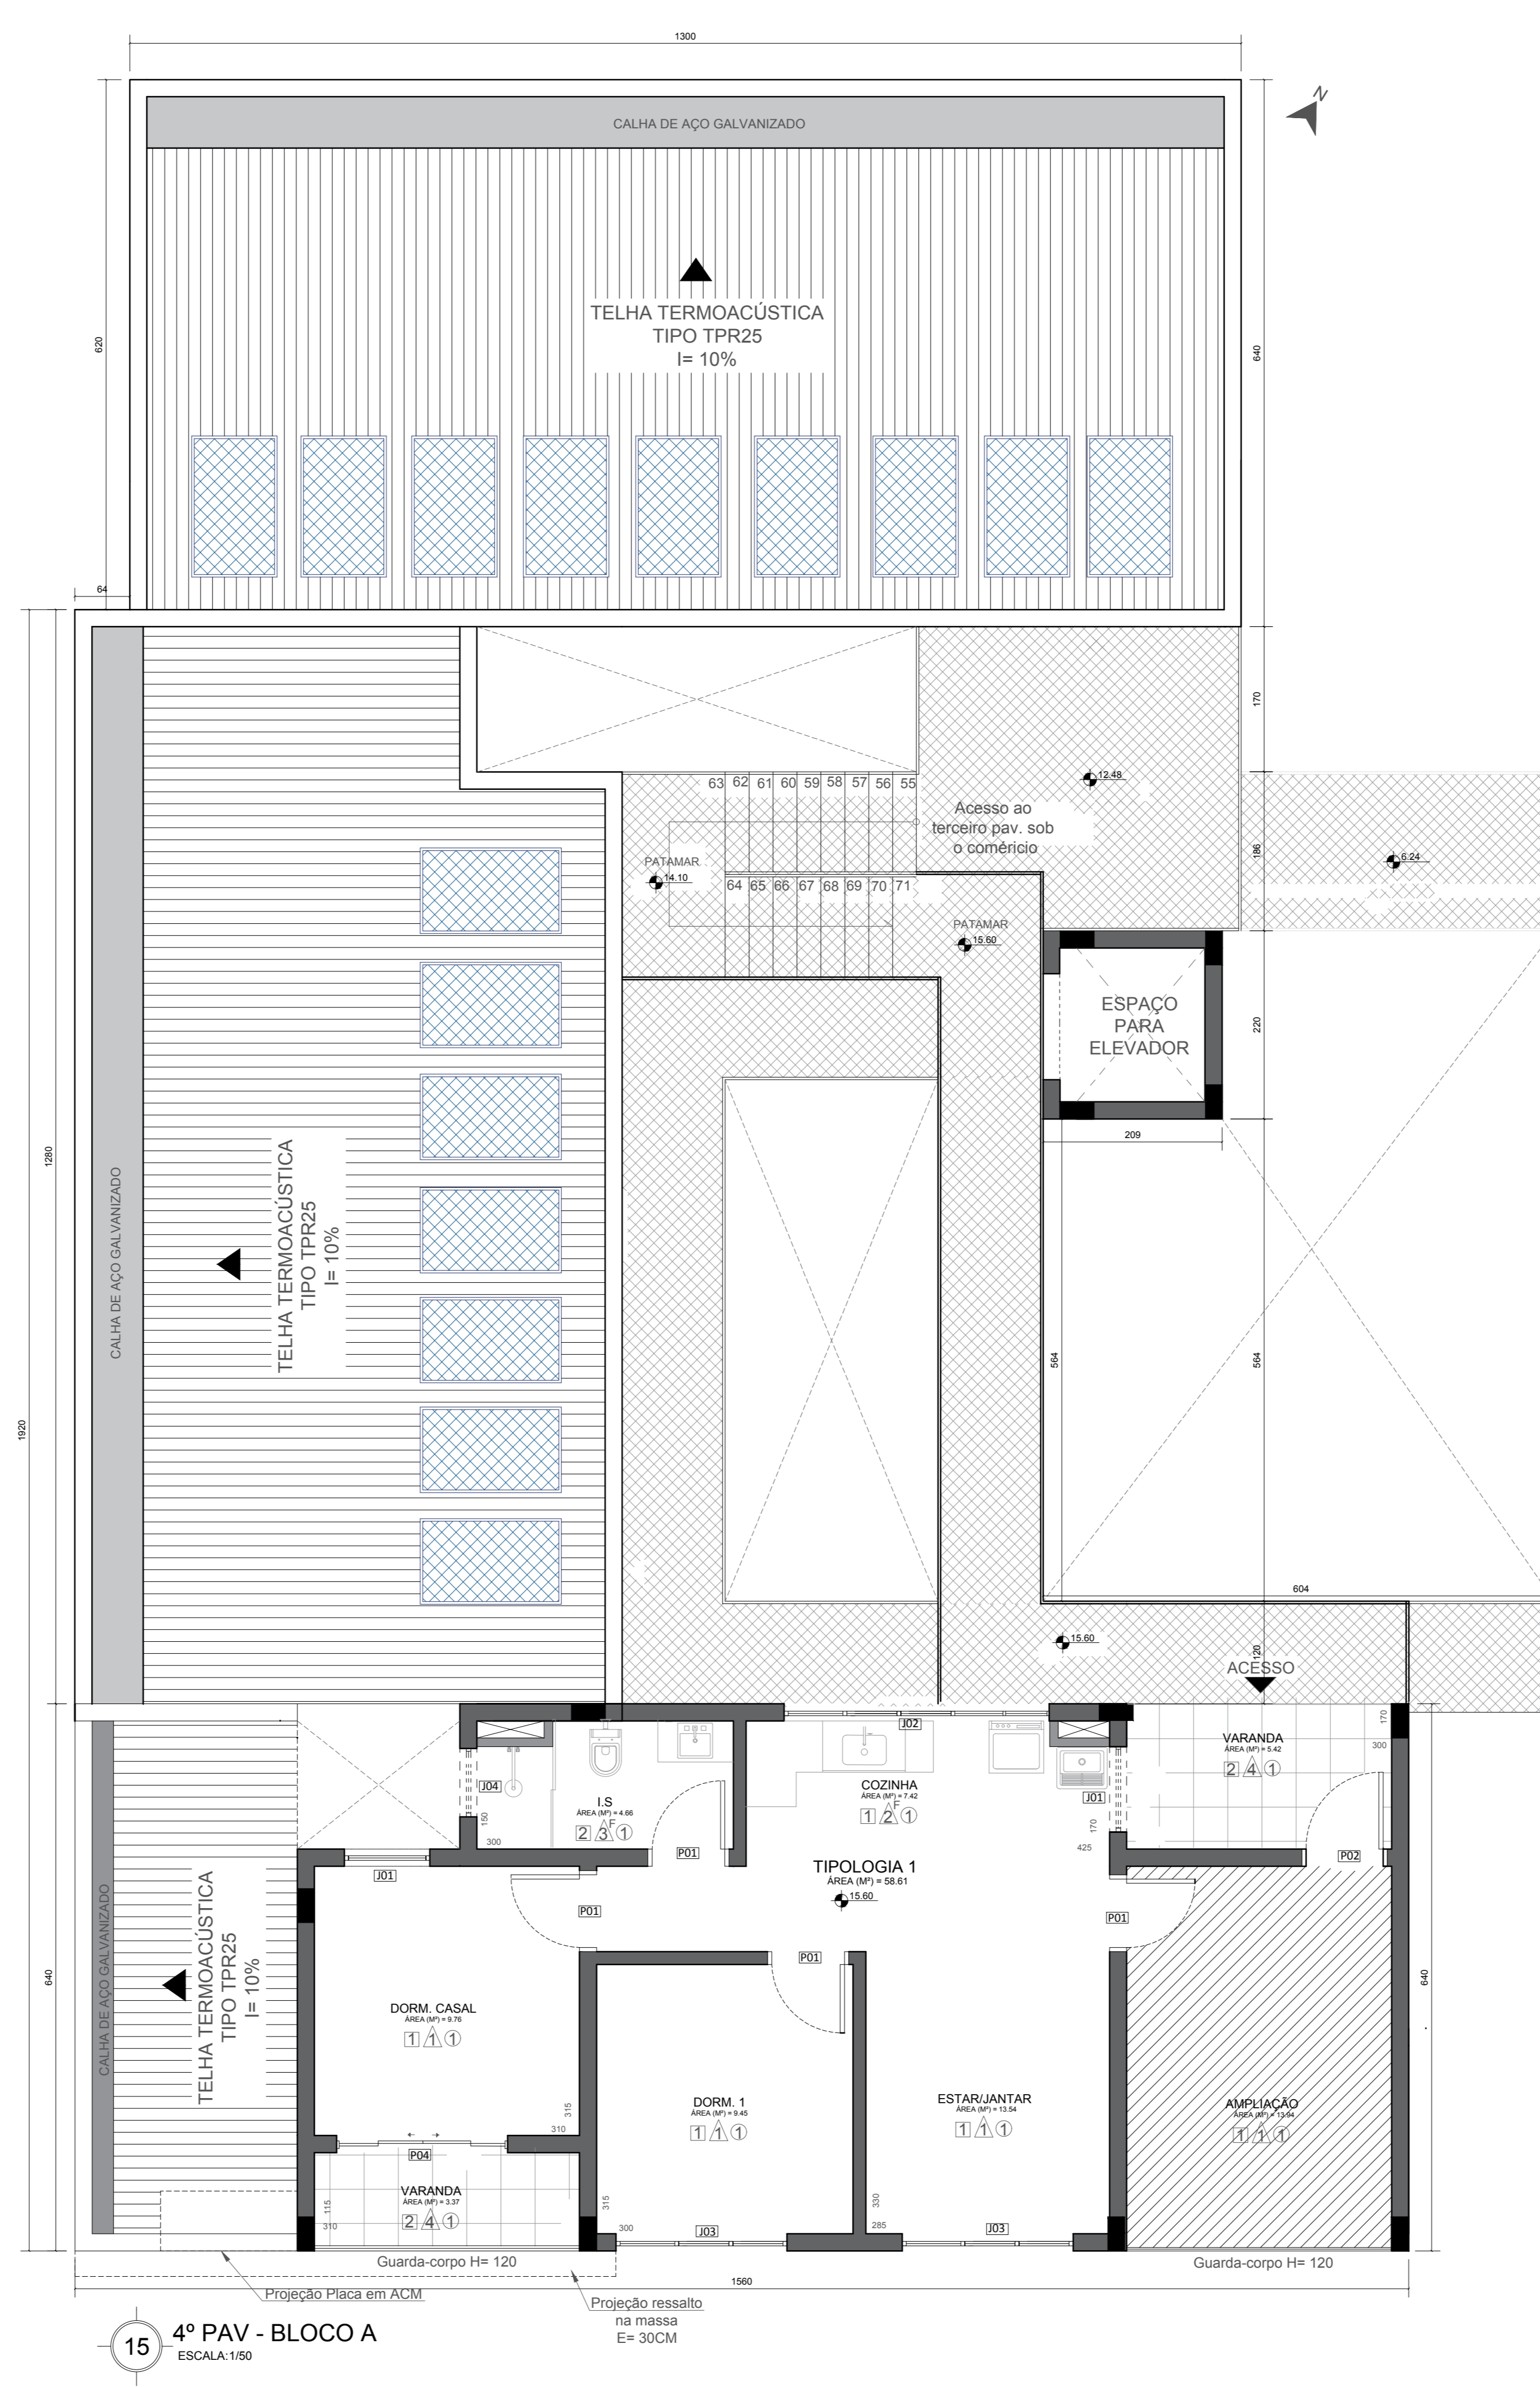 1300
N
CALHA DE AÇO GALVANIZADO
TELHA TERMOACÚSTICA
TIPO TPR25
I= 10%
620
640
64
170
63 62 61 60 59 58 57 56 55
12.48
Acesso ao
terceiro pav. sob
o coméricio
186
6.24
PATAMAR
14.10
64 65 66 67 68 69 70 71
PATAMAR
15.60
ESPAÇO
PARA
ELEVADOR
220
209
1280
CALHA DE AÇO GALVANIZADO
TELHA TERMOACÚSTICA
TIPO TPR25
I= 10%
564
564
1920
604
15.60
120
ACESSO
J02
VARANDA
ÁREA (M²) = 5.42
2 4 1
170
300
J04
I.S
ÁREA (M²) = 4.66
F
2 3 1
150
300
COZINHA
ÁREA (M²) = 7.42
F
1 2 1
J01
170
425
P01
P02
J01
TIPOLOGIA 1
ÁREA (M²) = 58.61
15.60
P01
P01
P01
CALHA DE AÇO GALVANIZADO
TELHA TERMOACÚSTICA
TIPO TPR25
I= 10%
640
640
DORM. CASAL
ÁREA (M²) = 9.76
1 1 1
315
310
DORM. 1
ÁREA (M²) = 9.45
1 1 1
ESTAR/JANTAR
ÁREA (M²) = 13.54
1 1 1
AMPLIAÇÃO
ÁREA (M²) = 13.94
1 1 1
P04
VARANDA
ÁREA (M²) = 3.37
2 4 1
115
310
315
300
J03
330
285
J03
Guarda-corpo H= 120
Guarda-corpo H= 120
1560
Projeção Placa em ACM
Projeção ressalto
na massa
E= 30CM
15
4º PAV - BLOCO A
ESCALA:1/50